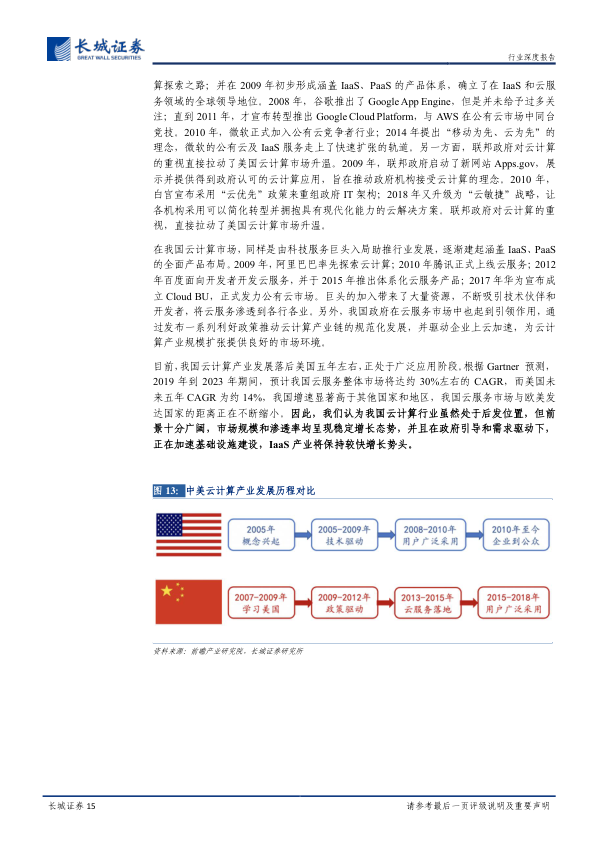 长城证券
GREAT WALL SECURITIES
行业深度报告
算探索之路；并在 2009 年初步形成涵盖 IaaS、PaaS 的产品体系，确立了在 IaaS 和云服
务领域的全球领导地位。2008 年，谷歌推出了 Google App Engine，但是并未给予过多关
注；直到 2011 年，才宣布转型推出 Google Cloud Platform，与 AWS 在公有云市场中同台
竞技。2010 年，微软正式加入公有云竞争者行业；2014 年提出“移动为先、云为先”的
理念，微软的公有云及 IaaS 服务走上了快速扩张的轨道。另一方面，联邦政府对云计算
的重视直接拉动了美国云计算市场升温。2009 年，联邦政府启动了新网站 Apps.gov，展
示并提供得到政府认可的云计算应用，旨在推动政府机构接受云计算的理念。2010 年，
白宫宣布采用“云优先”政策来重组政府 IT 架构；2018 年又升级为“云敏捷”战略，让
各机构采用可以简化转型并拥抱具有现代化能力的云解决方案。联邦政府对云计算的重
视，直接拉动了美国云计算市场升温。
在我国云计算市场，同样是由科技服务巨头入局助推行业发展，逐渐建起涵盖 IaaS、PaaS
的全面产品布局。2009 年，阿里巴巴率先探索云计算；2010 年腾讯正式上线云服务；2012
年百度面向开发者开发云服务，并于 2015 年推出体系化云服务产品；2017 年华为宣布成
立 Cloud BU，正式发力公有云市场。巨头的加入带来了大量资源，不断吸引技术伙伴和
开发者，将云服务渗透到各行各业。另外，我国政府在云服务市场中也起到引领作用，通
过发布一系列利好政策推动云计算产业链的规范化发展，并驱动企业上云加速，为云计
算产业规模扩张提供良好的市场环境。
目前，我国云计算产业发展落后美国五年左右，正处于广泛应用阶段。根据 Gartner 预测，
2019 年到 2023 年期间，预计我国云服务整体市场将达约 30%左右的 CAGR，而美国未
来五年 CAGR 为约 14%，我国增速显著高于其他国家和地区，我国云服务市场与欧美发
达国家的距离正在不断缩小。因此，我们认为我国云计算行业虽然处于后发位置，但前
景十分广阔，市场规模和渗透率均呈现稳定增长态势，并且在政府引导和需求驱动下，
正在加速基础设施建设，IaaS 产业将保持较快增长势头。
图 13： 中美云计算产业发展历程对比
2005年
概念兴起
2005-2009年
技术驱动
2008-2010年
用户广泛采用
2010年至今
企业到公众
2007-2009年
学习美国
2009-2012年
政策驱动
2013-2015年
云服务落地
2015-2018年
用户广泛采用
资料来源：前瞻产业研究院，长城证券研究所
长城证券 15
请参考最后一页评级说明及重要声明